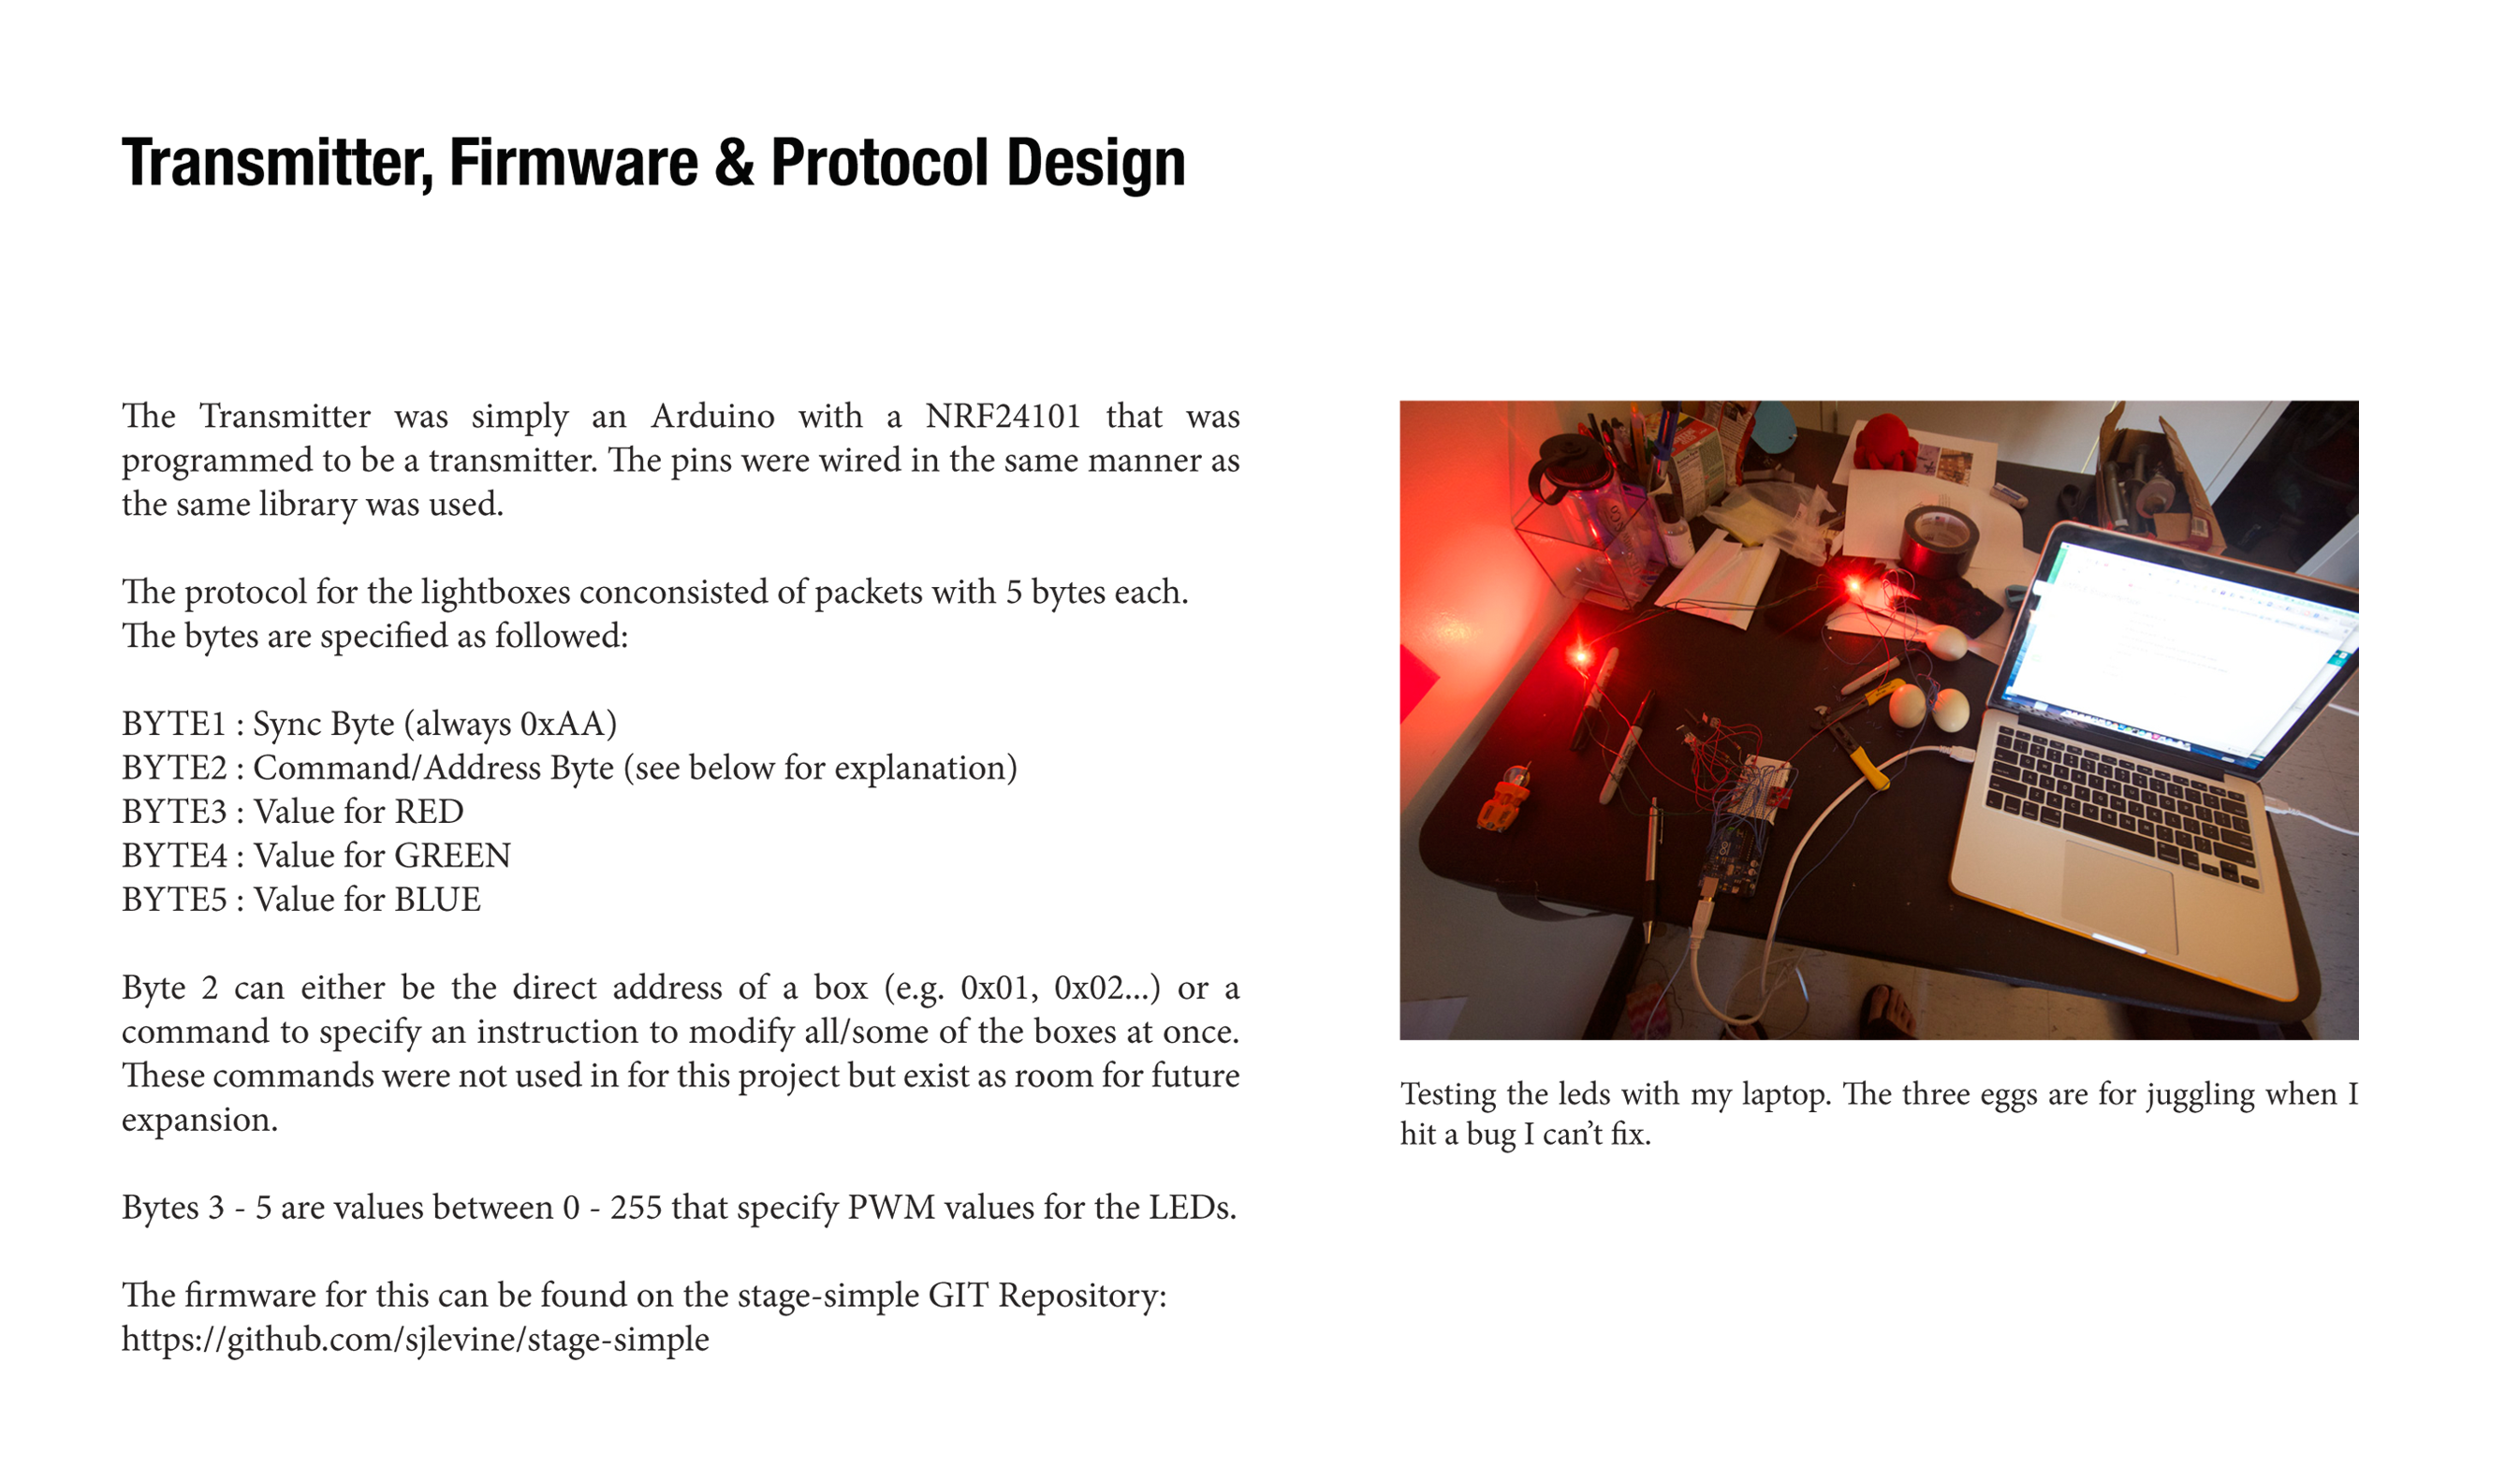 Transmitter, Firmware & Protocol Design
The Transmitter was simply an Arduino with a NRF24101 that was
programmed to be a transmitter. The pins were wired in the same manner as
the same library was used.
The protocol for the lightboxes conconsisted of packets with 5 bytes each.
The bytes are specified as followed:
BYTE1 : Sync Byte (always 0xAA)
BYTE2 : Command/Address Byte (see below for explanation)
BYTE3 : Value for RED
BYTE4 : Value for GREEN
BYTE5 : Value for BLUE
Byte 2 can either be the direct address of a box (e.g. 0x01, 0x02...) or a
command to specify an instruction to modify all/some of the boxes at once.
These commands were not used in for this project but exist as room for future
expansion.
Bytes 3 - 5 are values between 0 - 255 that specify PWM values for the LEDs.
The firmware for this can be found on the stage-simple GIT Repository:
https://github.com/sjlevine/stage-simple
Testing the leds with my laptop. The three eggs are for juggling when I
hit a bug I can't fix.